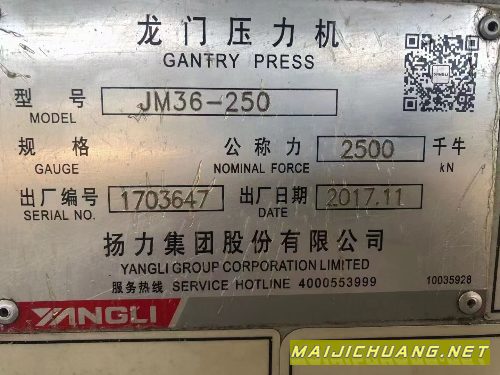 龙门压力机
GANTRY PRESS
YANGLI
型号 JM36-250
MODEL
规格 公称力 2500 千牛
GAUGE NOMINAL FORCE kN
出厂编号 1703647 出厂日期 2017.11
SERIAL NO. DATE
扬力集团股份有限公司
YANGLI GROUP CORPORATION LIMITED
服务热线 SERVICE HOTLINE 4000553999
10035928
YANGLI
MAIJICHUANG.NET